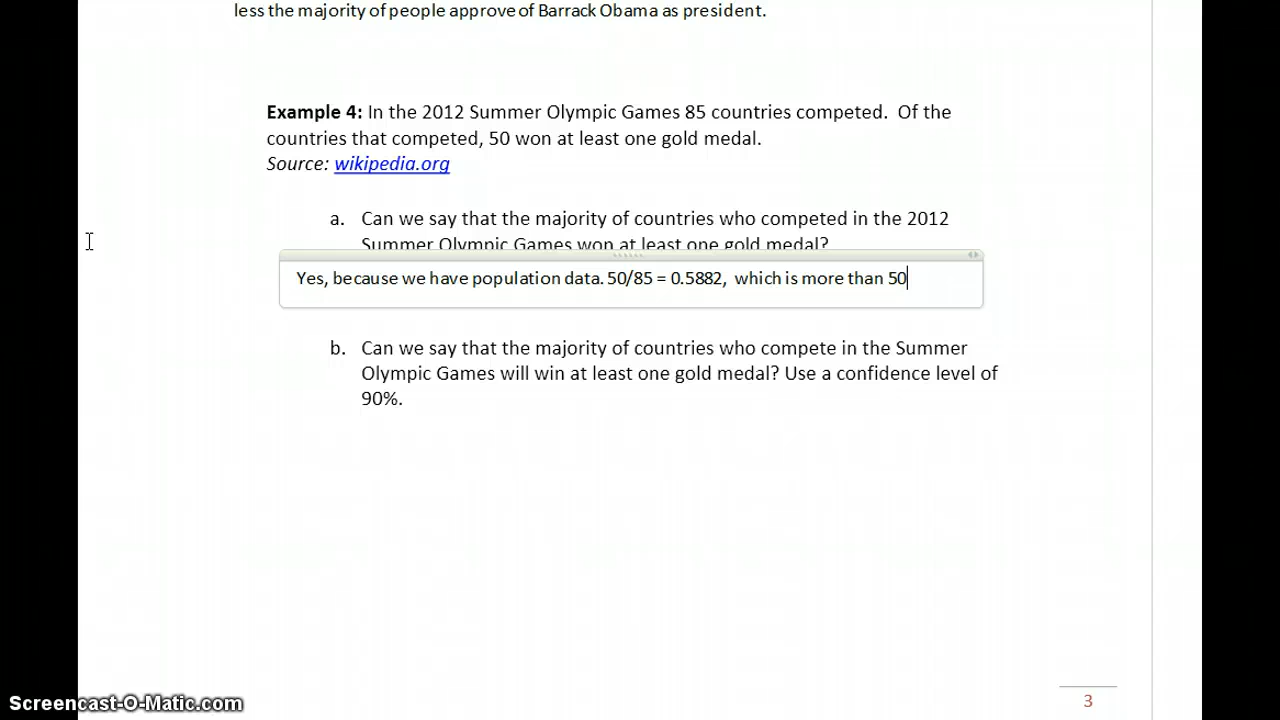 less the majority of people approve of Barrack Obama as president.
Example 4: In the 2012 Summer Olympic Games 85 countries competed.  Of the
countries that competed, 50 won at least one gold medal.
Source: wikipedia.org
a. Can we say that the majority of countries who competed in the 2012
Summer Olympic Games won at least one gold medal?
Yes, because we have population data. 50/85 = 0.5882,  which is more than 50
b. Can we say that the majority of countries who compete in the Summer
Olympic Games will win at least one gold medal? Use a confidence level of
90%.
3
Screencast-O-Matic.com